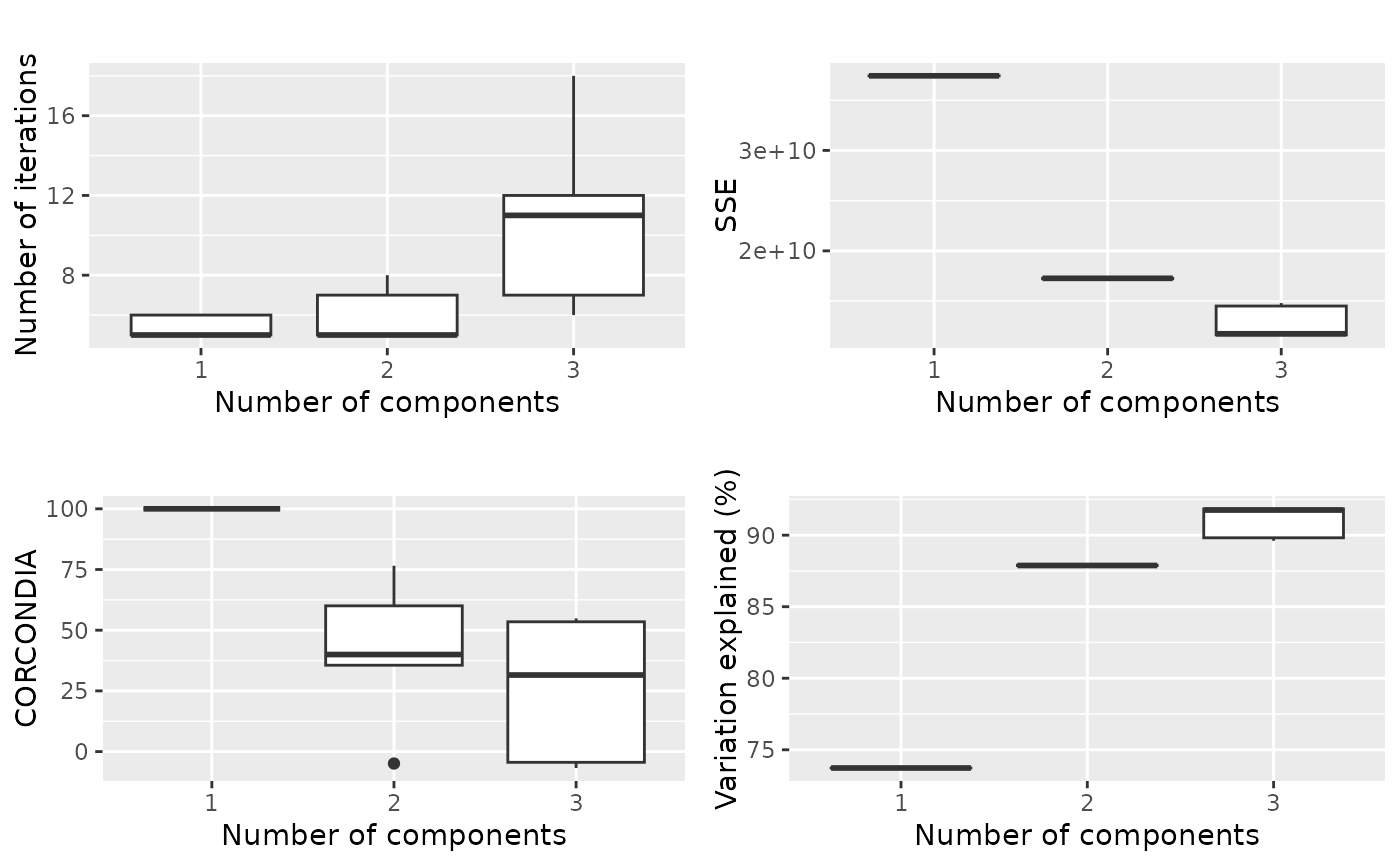 Number of iterations
16
12
8
1 2 3
Number of components
SSE
3e+10
2e+10
1 2 3
Number of components
CORCONDIA
100
75
50
25
0
1 2 3
Number of components
Variation explained (%)
90
85
80
75
1 2 3
Number of components